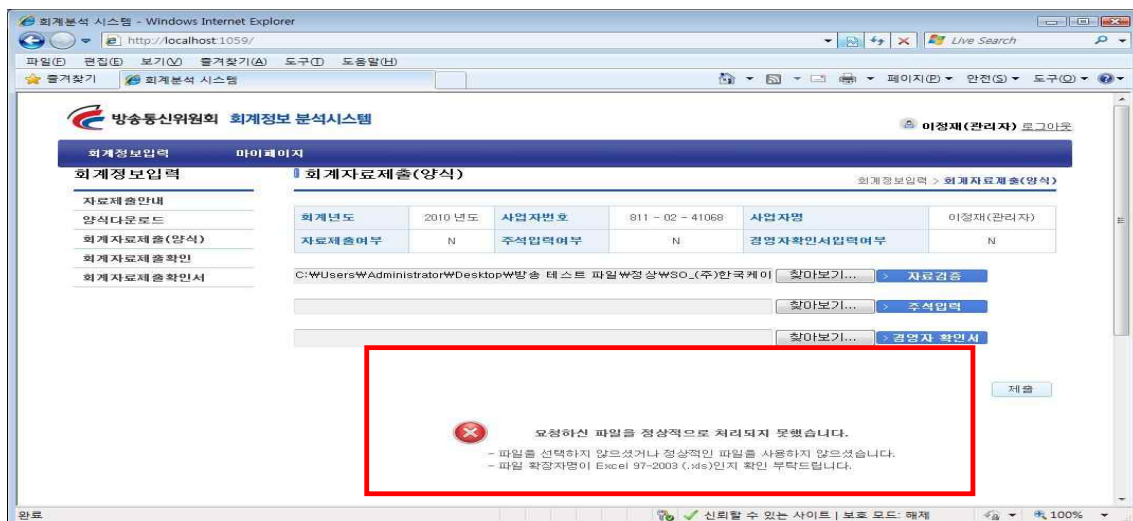 회계분석 시스템 - Windows Internet Explorer
http://localhost:1059/
Live Search
파일(F) 편집(E) 보기(V) 즐겨찾기(A) 도구(T) 도움말(H)
즐겨찾기 회계분석 시스템 페이지(P) 안전(S) 도구(O)
방송통신위원회 회계정보 분석시스템
이정재(관리자) 로그아웃
회계정보입력 마이페이지
회계정보입력
자료제출안내
양식다운로드
회계자료제출(양식)
회계자료제출확인
회계자료제출확인서
회계자료제출(양식)
회계정보입력 > 회계자료제출(양식)
회계년도 2010 년도 사업자번호 811 - 02 - 41068 사업자명 이정재(관리자)
자료제출여부 N 주석입력여부 N 경영자확인서입력여부 N
C:₩Users₩Administrator₩Desktop₩방송 테스트 파일₩정상₩SO_(주)한국케이 찾아보기... > 자료검증
찾아보기... > 주석입력
찾아보기... > 경영자 확인서
제출
요청하신 파일을 정상적으로 처리되지 못했습니다.
- 파일를 선택하지 않으셨거나 정상적인 파일를 사용하지 않으셨습니다.
- 파일 확장자명이 Excel 97-2003 (.xls)인지 확인 부탁드립니다.
완료 신뢰할 수 있는 사이트 | 보호 모드: 해제 100%